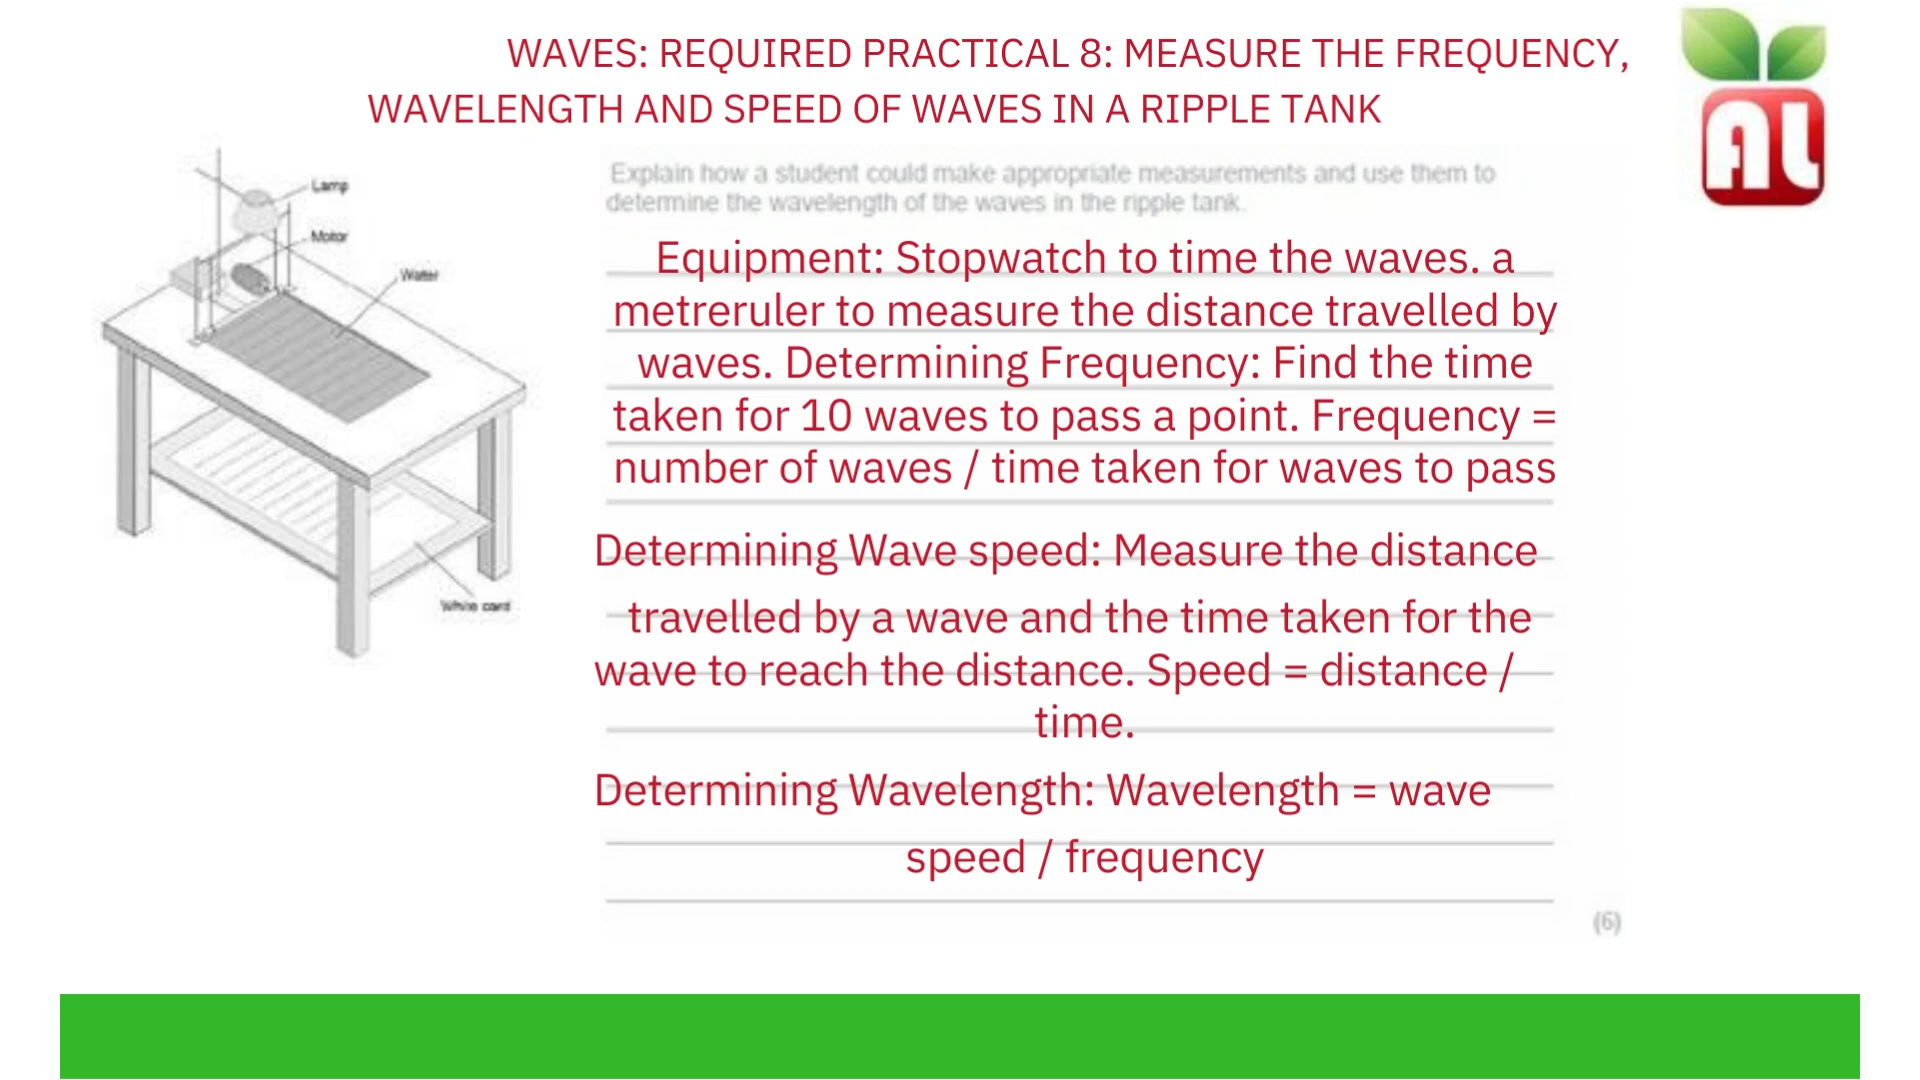 WAVES: REQUIRED PRACTICAL 8: MEASURE THE FREQUENCY,
WAVELENGTH AND SPEED OF WAVES IN A RIPPLE TANK
AL
Lamp
Motor
Water
White card
Explain how a student could make appropriate measurements and use them to
determine the wavelength of the waves in the ripple tank.
Equipment: Stopwatch to time the waves. a
metreruler to measure the distance travelled by
waves. Determining Frequency: Find the time
taken for 10 waves to pass a point. Frequency =
number of waves / time taken for waves to pass
Determining Wave speed: Measure the distance
travelled by a wave and the time taken for the
wave to reach the distance. Speed = distance /
time.
Determining Wavelength: Wavelength = wave
speed / frequency
(6)